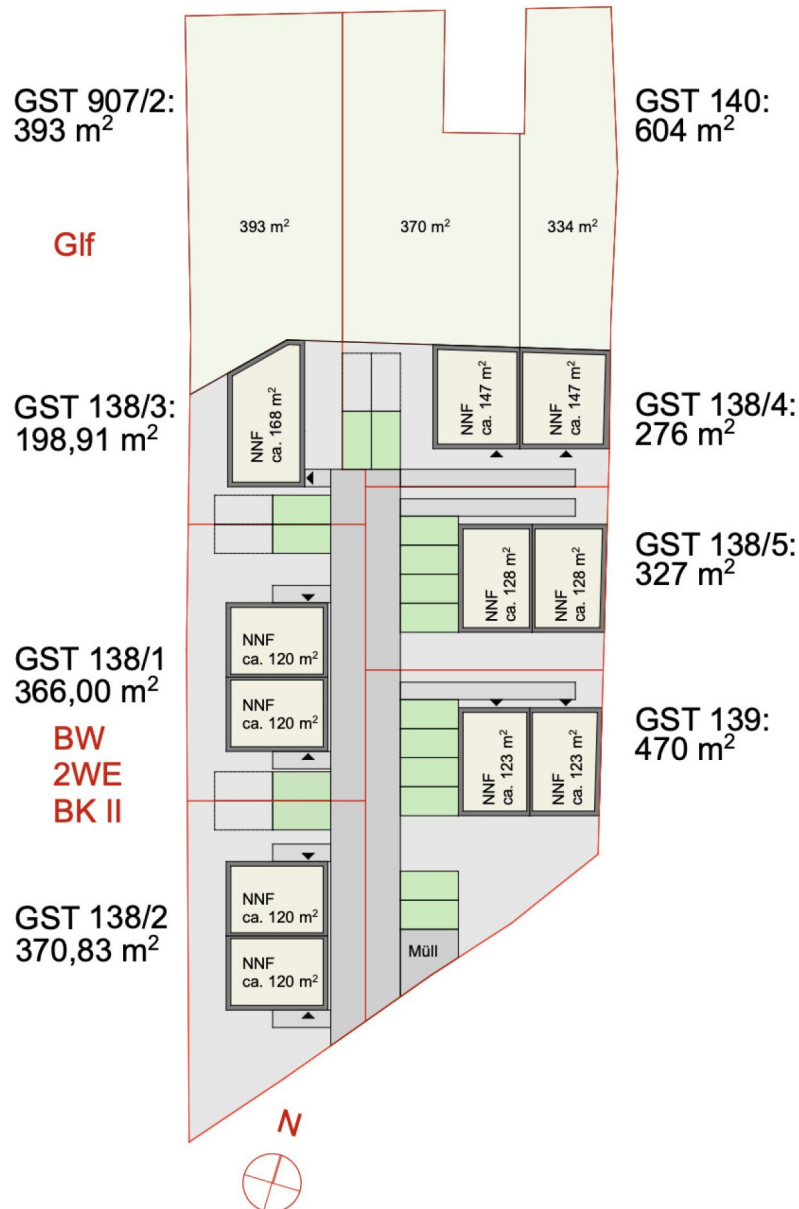 GST 907/2:
393 m²
GST 140:
604 m²
Glf
393 m²
370 m²
334 m²
GST 138/3:
198,91 m²
NNF
ca. 168 m²
NNF
ca. 147 m²
NNF
ca. 147 m²
GST 138/4:
276 m²
GST 138/5:
327 m²
NNF
ca. 128 m²
NNF
ca. 128 m²
GST 138/1
366,00 m²
NNF
ca. 120 m²
NNF
ca. 120 m²
BW
2WE
BK II
NNF
ca. 123 m²
NNF
ca. 123 m²
GST 139:
470 m²
GST 138/2
370,83 m²
NNF
ca. 120 m²
NNF
ca. 120 m²
Müll
N